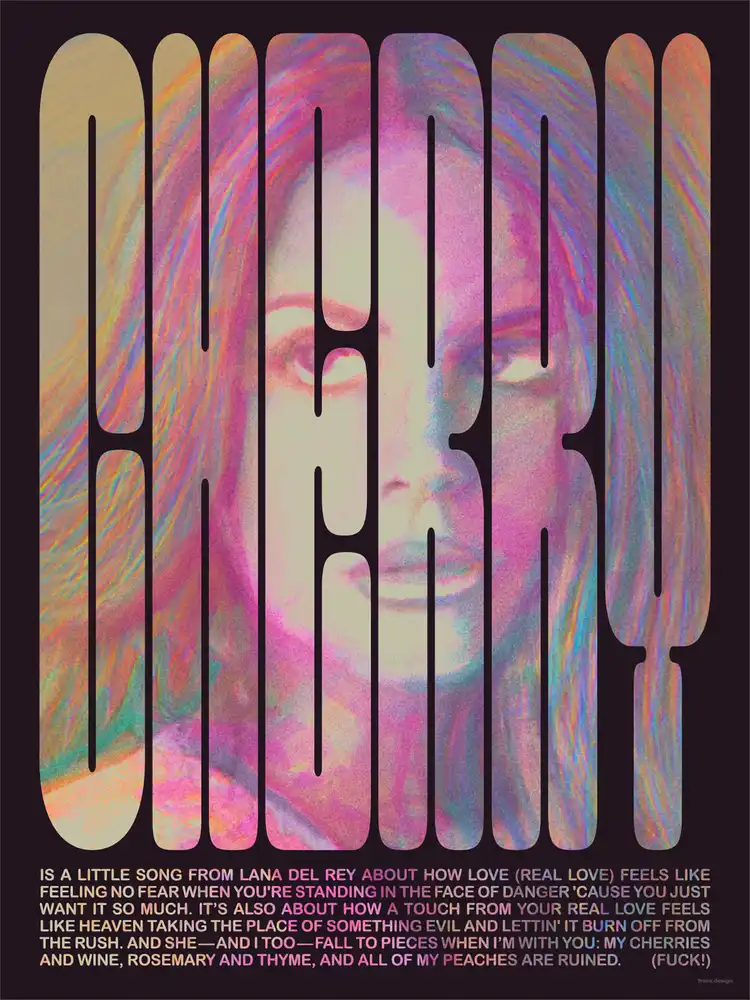 CHERRY
IS A LITTLE SONG FROM LANA DEL REY ABOUT HOW LOVE (REAL LOVE) FEELS LIKE
FEELING NO FEAR WHEN YOU'RE STANDING IN THE FACE OF DANGER 'CAUSE YOU JUST
WANT IT SO MUCH. IT'S ALSO ABOUT HOW A TOUCH FROM YOUR REAL LOVE FEELS
LIKE HEAVEN TAKING THE PLACE OF SOMETHING EVIL AND LETTIN' IT BURN OFF FROM
THE RUSH. AND SHE—AND I TOO—FALL TO PIECES WHEN I'M WITH YOU: MY CHERRIES
AND WINE, ROSEMARY AND THYME, AND ALL OF MY PEACHES ARE RUINED. (FUCK!)